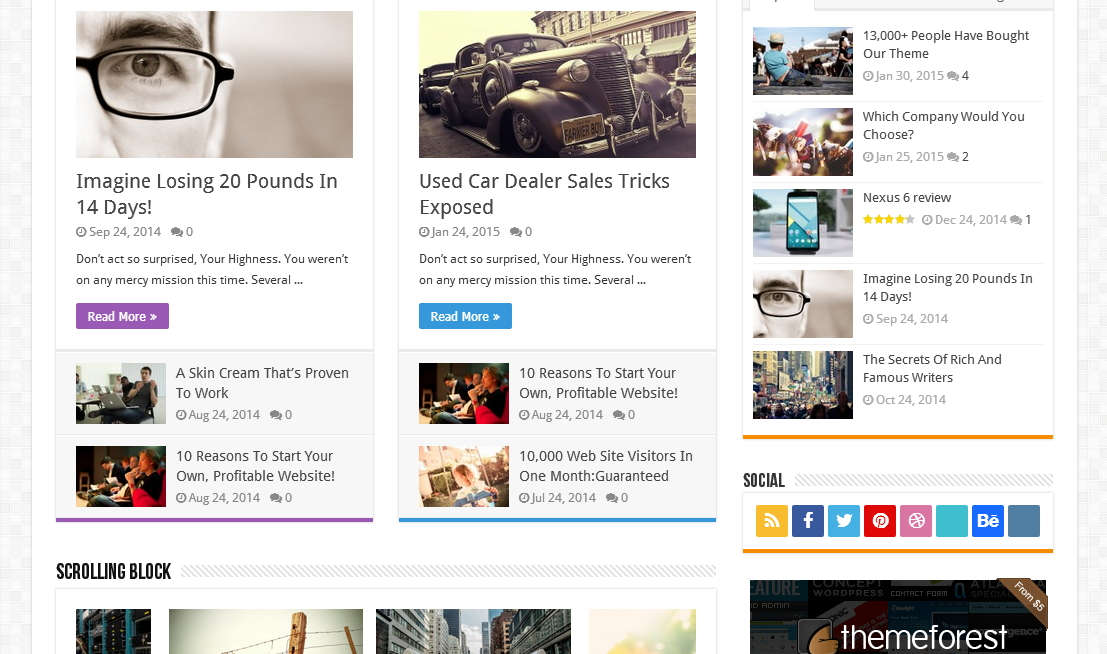 FARKIER BOY
Imagine Losing 20 Pounds In
14 Days!
Sep 24, 2014 0
Don’t act so surprised, Your Highness. You weren’t
on any mercy mission this time. Several ...
Read More »
A Skin Cream That’s Proven
To Work
Aug 24, 2014 0
10 Reasons To Start Your
Own, Profitable Website!
Aug 24, 2014 0
Used Car Dealer Sales Tricks
Exposed
Jan 24, 2015 0
Don’t act so surprised, Your Highness. You weren’t
on any mercy mission this time. Several ...
Read More »
10 Reasons To Start Your
Own, Profitable Website!
Aug 24, 2014 0
10,000 Web Site Visitors In
One Month:Guaranteed
Jul 24, 2014 0
SCROLLING BLOCK
13,000+ People Have Bought
Our Theme
Jan 30, 2015 4
Which Company Would You
Choose?
Jan 25, 2015 2
Nexus 6 review
Dec 24, 2014 1
Imagine Losing 20 Pounds In
14 Days!
Sep 24, 2014
The Secrets Of Rich And
Famous Writers
Oct 24, 2014
SOCIAL
f
Bē
From $5
CONCEPT
WORDPRESS
CONTACT FORM
themeforest